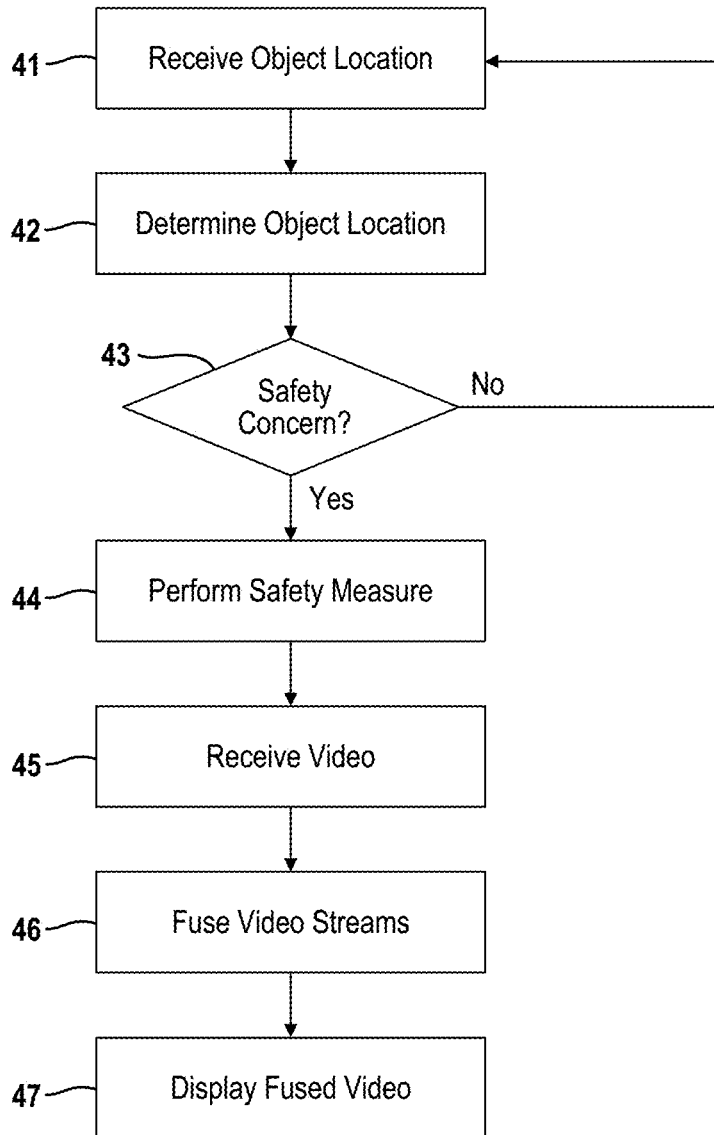 41
Receive Object Location
42
Determine Object Location
43
Safety
Concern?
No
Yes
44
Perform Safety Measure
45
Receive Video
46
Fuse Video Streams
47
Display Fused Video